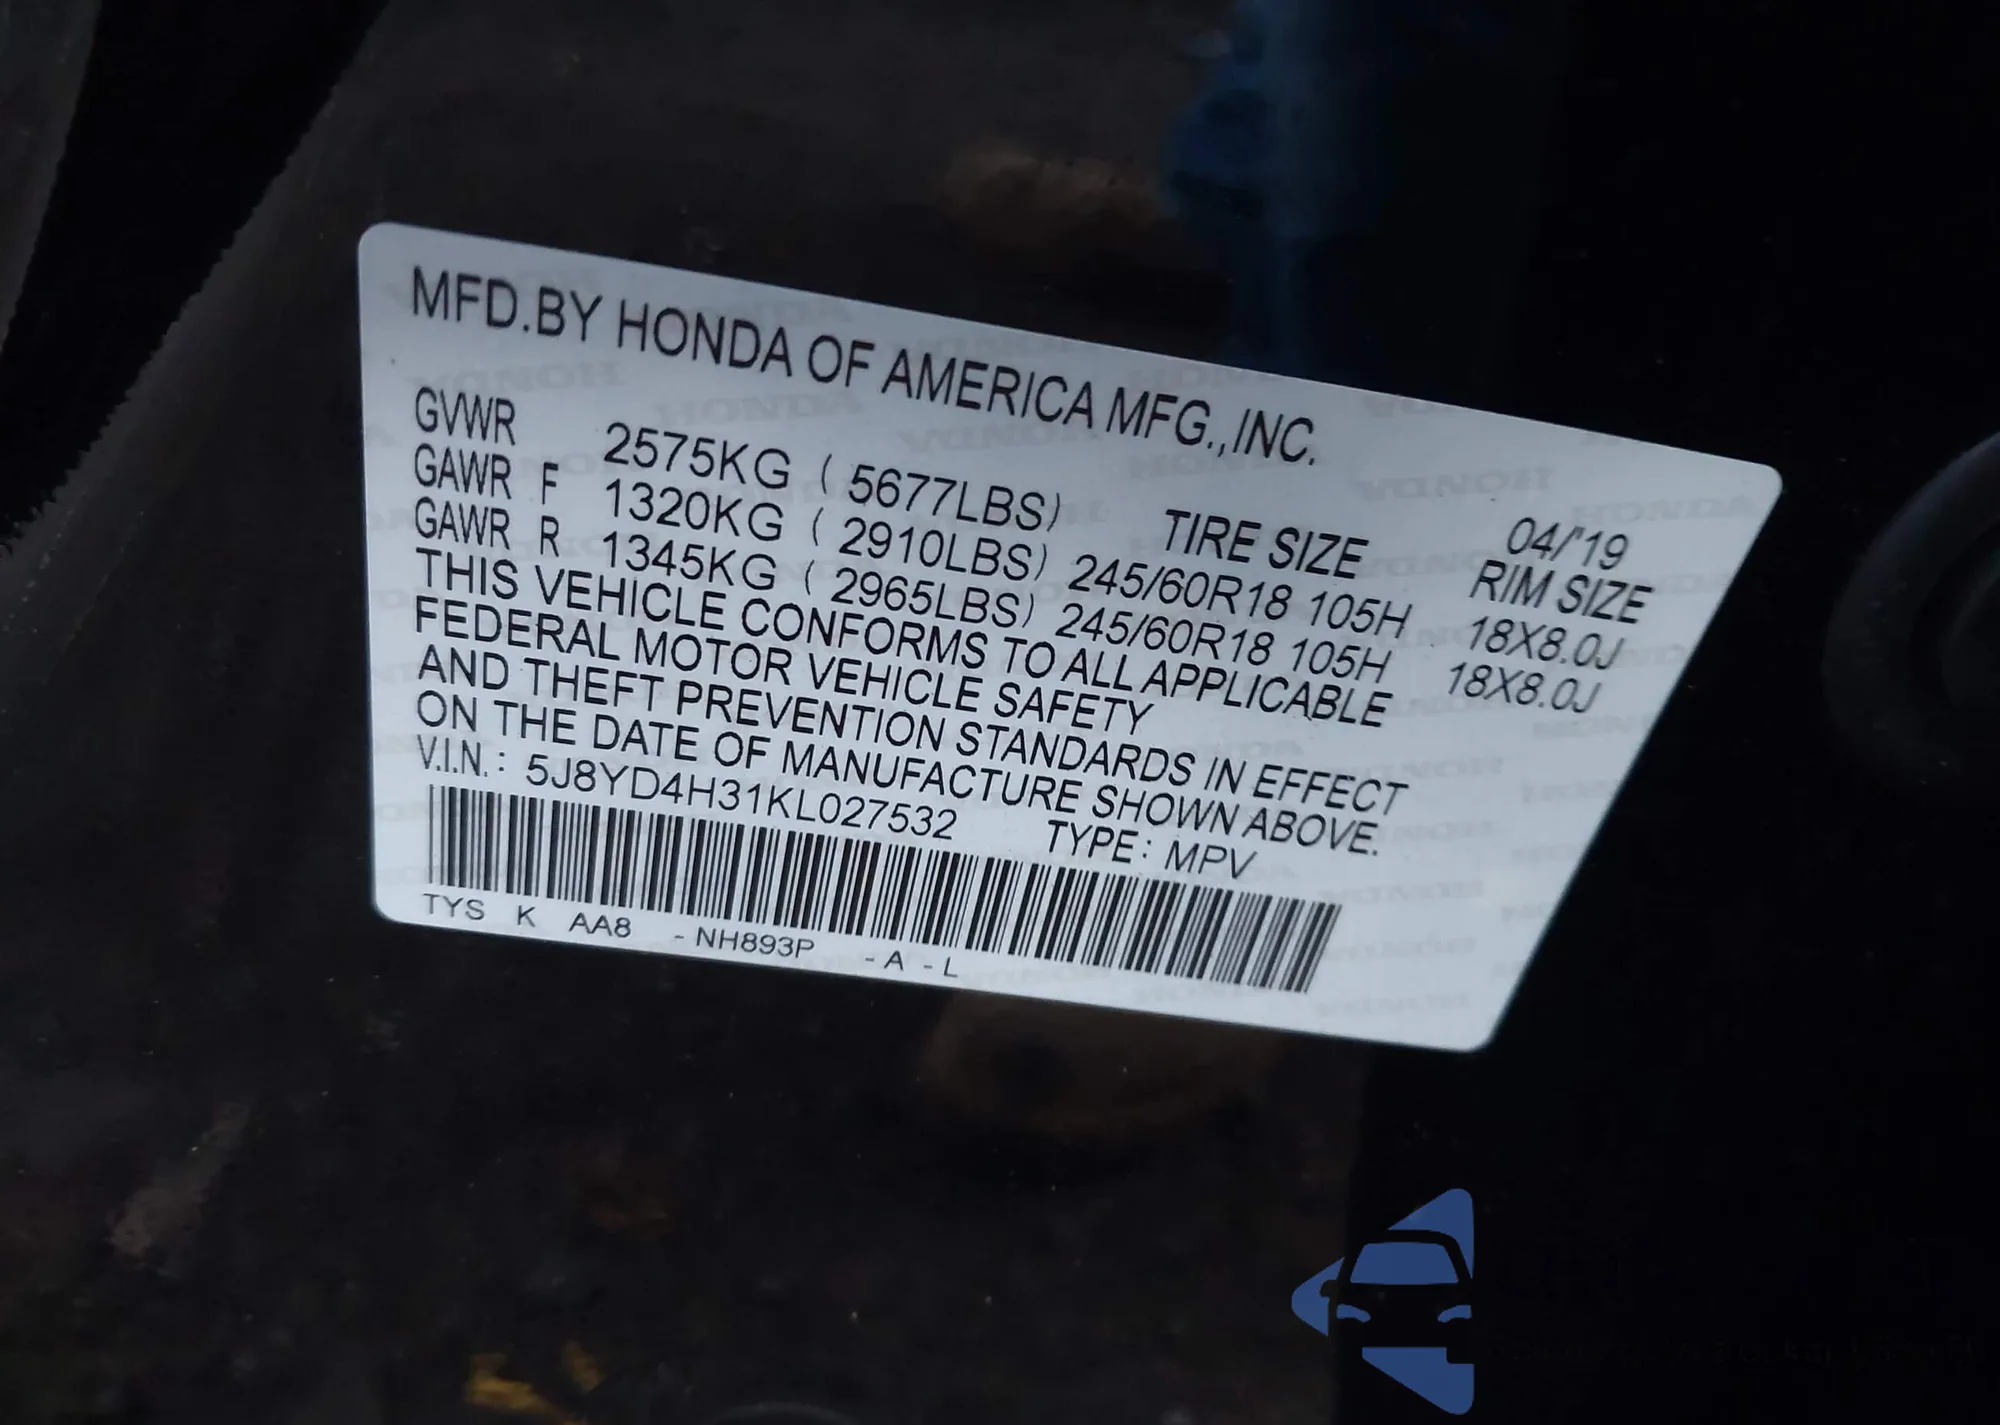 MFD.BY HONDA OF AMERICA MFG.,INC.
04/'19
GVWR 2575KG ( 5677LBS) TIRE SIZE RIM SIZE
GAWR F 1320KG ( 2910LBS) 245/60R18 105H 18X8.0J
GAWR R 1345KG ( 2965LBS) 245/60R18 105H 18X8.0J
THIS VEHICLE CONFORMS TO ALL APPLICABLE
FEDERAL MOTOR VEHICLE SAFETY
AND THEFT PREVENTION STANDARDS IN EFFECT
ON THE DATE OF MANUFACTURE SHOWN ABOVE.
V.I.N.: 5J8YD4H31KL027532 TYPE: MPV
TYS K AA8 -NH893P -A -L